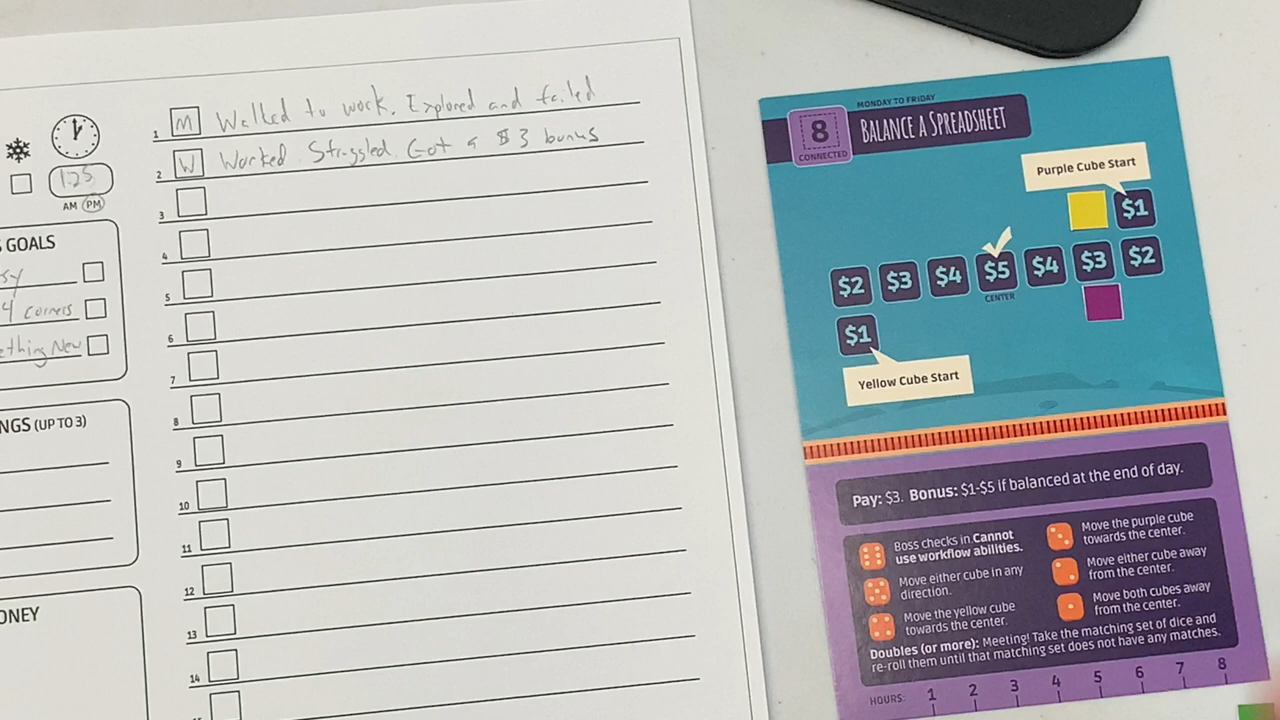 1:25
AM PM
GOALS
sy
4 corners
ething New
NGS (UP TO 3)
ONEY
1 M Walked to work. Explored and failed
2 W Worked. Struggled. Got a $3 bonus
3
4
5
6
7
8
9
10
11
12
13
14
MONDAY TO FRIDAY
8 BALANCE A SPREADSHEET
CONNECTED
Purple Cube Start
$1
$2 $3 $4 $5 $4 $3 $2
CENTER
$1
Yellow Cube Start
Pay: $3. Bonus: $1-$5 if balanced at the end of day.
Boss checks in. Cannot
use workflow abilities.
Move either cube in any
direction.
Move the yellow cube
towards the center.
Move the purple cube
towards the center.
Move either cube away
from the center.
Move both cubes away
from the center.
Doubles (or more): Meeting! Take the matching set of dice and
re-roll them until that matching set does not have any matches.
HOURS: 1 2 3 4 5 6 7 8